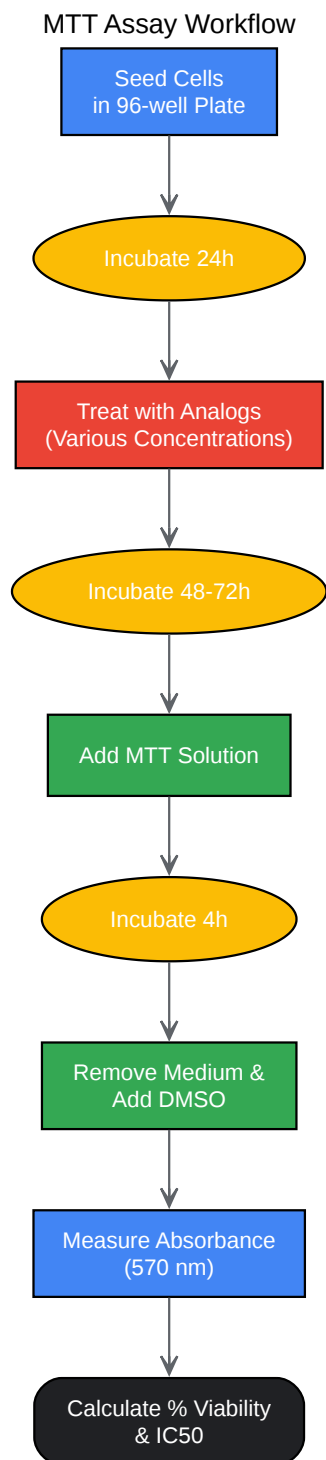 MTT Assay Workflow
Seed Cells
in 96-well Plate
Incubate 24h
Treat with Analogs
(Various Concentrations)
Incubate 48-72h
Add MTT Solution
Incubate 4h
Remove Medium &
Add DMSO
Measure Absorbance
(570 nm)
Calculate % Viability
& IC50